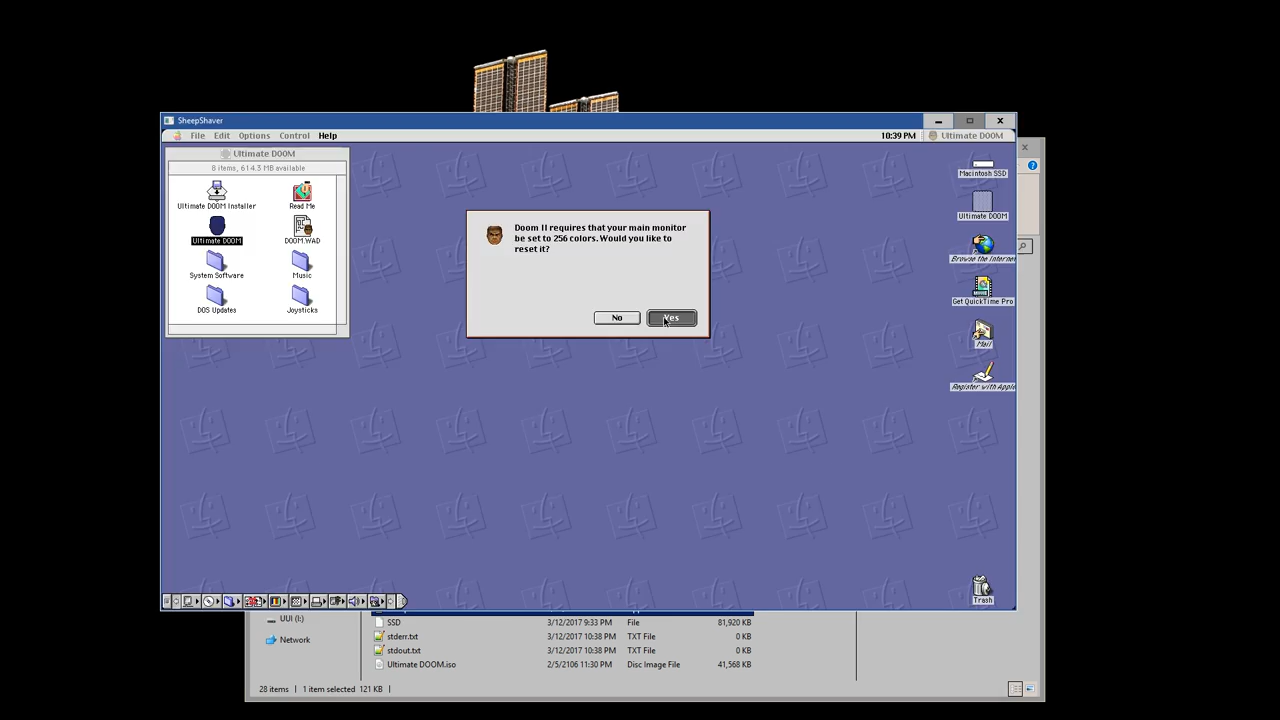 SheepShaver
File Edit Options Control Help
10:39 PM Ultimate DOOM
Ultimate DOOM
8 items, 614.3 MB available
Ultimate DOOM Installer
Read Me
Ultimate DOOM
DOOM.WAD
System Software
Music
DOS Updates
Joysticks
Doom II requires that your main monitor
be set to 256 colors. Would you like to
reset it?
No
Yes
Macintosh SSD
Ultimate DOOM
Browse the Internet
Get QuickTime Pro
Mail
Register with Apple
Trash
UUI (I:)
Network
SSD 3/12/2017 9:33 PM File 81,920 KB
stderr.txt 3/12/2017 10:38 PM TXT File 0 KB
stdout.txt 3/12/2017 10:38 PM TXT File 0 KB
Ultimate DOOM.iso 2/5/2106 11:30 PM Disc Image File 41,568 KB
28 items 1 item selected 121 KB